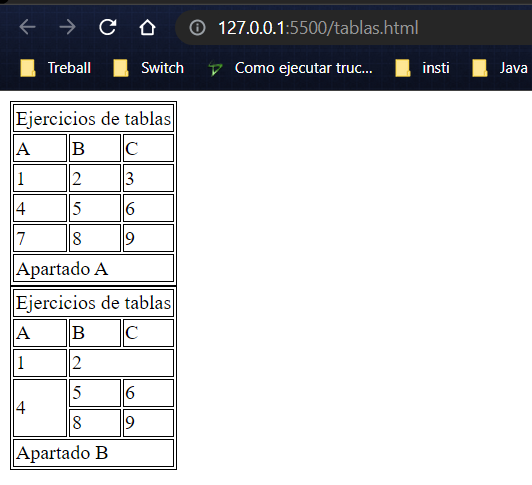 127.0.0.1:5500/tablas.html
Treball Switch Como ejecutar truc... insti Java
Ejercicios de tablas
A B C
1 2 3
4 5 6
7 8 9
Apartado A
Ejercicios de tablas
A B C
1 2
4 5 6
8 9
Apartado B